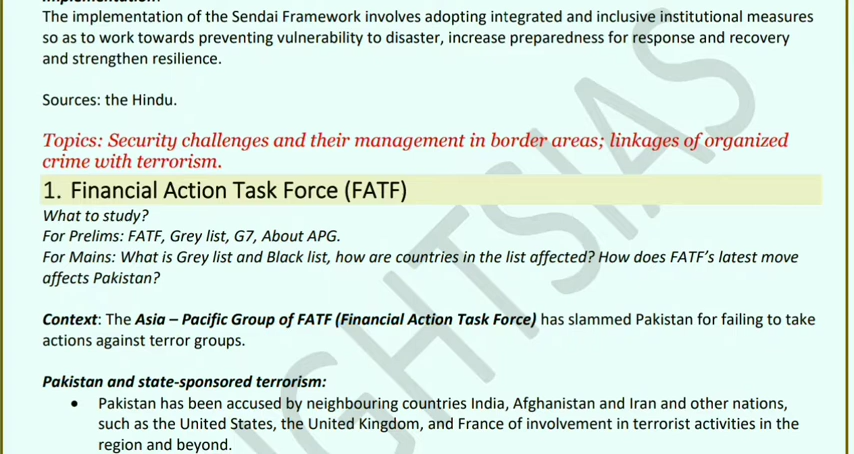 The implementation of the Sendai Framework involves adopting integrated and inclusive institutional measures
so as to work towards preventing vulnerability to disaster, increase preparedness for response and recovery
and strengthen resilience.
Sources: the Hindu.
Topics: Security challenges and their management in border areas; linkages of organized
crime with terrorism.
1. Financial Action Task Force (FATF)
What to study?
For Prelims: FATF, Grey list, G7, About APG.
For Mains: What is Grey list and Black list, how are countries in the list affected? How does FATF’s latest move
affects Pakistan?
Context: The Asia – Pacific Group of FATF (Financial Action Task Force) has slammed Pakistan for failing to take
actions against terror groups.
Pakistan and state-sponsored terrorism:
• Pakistan has been accused by neighbouring countries India, Afghanistan and Iran and other nations,
such as the United States, the United Kingdom, and France of involvement in terrorist activities in the
region and beyond.